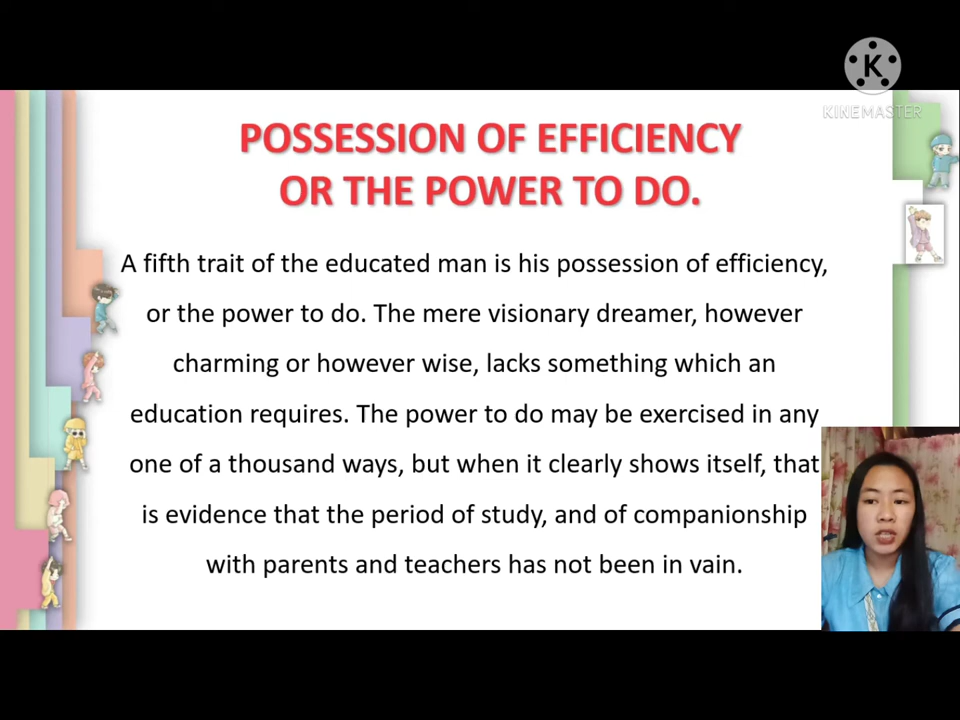 K
KINEMASTER
POSSESSION OF EFFICIENCY
OR THE POWER TO DO.
A fifth trait of the educated man is his possession of efficiency,
or the power to do. The mere visionary dreamer, however
charming or however wise, lacks something which an
education requires. The power to do may be exercised in any
one of a thousand ways, but when it clearly shows itself, that
is evidence that the period of study, and of companionship
with parents and teachers has not been in vain.